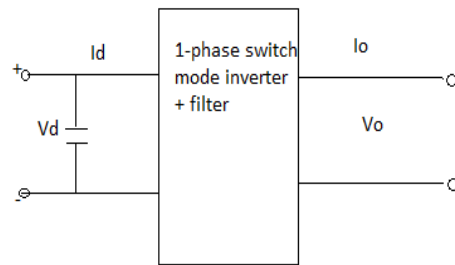 Id
1-phase switch
mode inverter
+ filter
Io
+
Vd
Vo
-